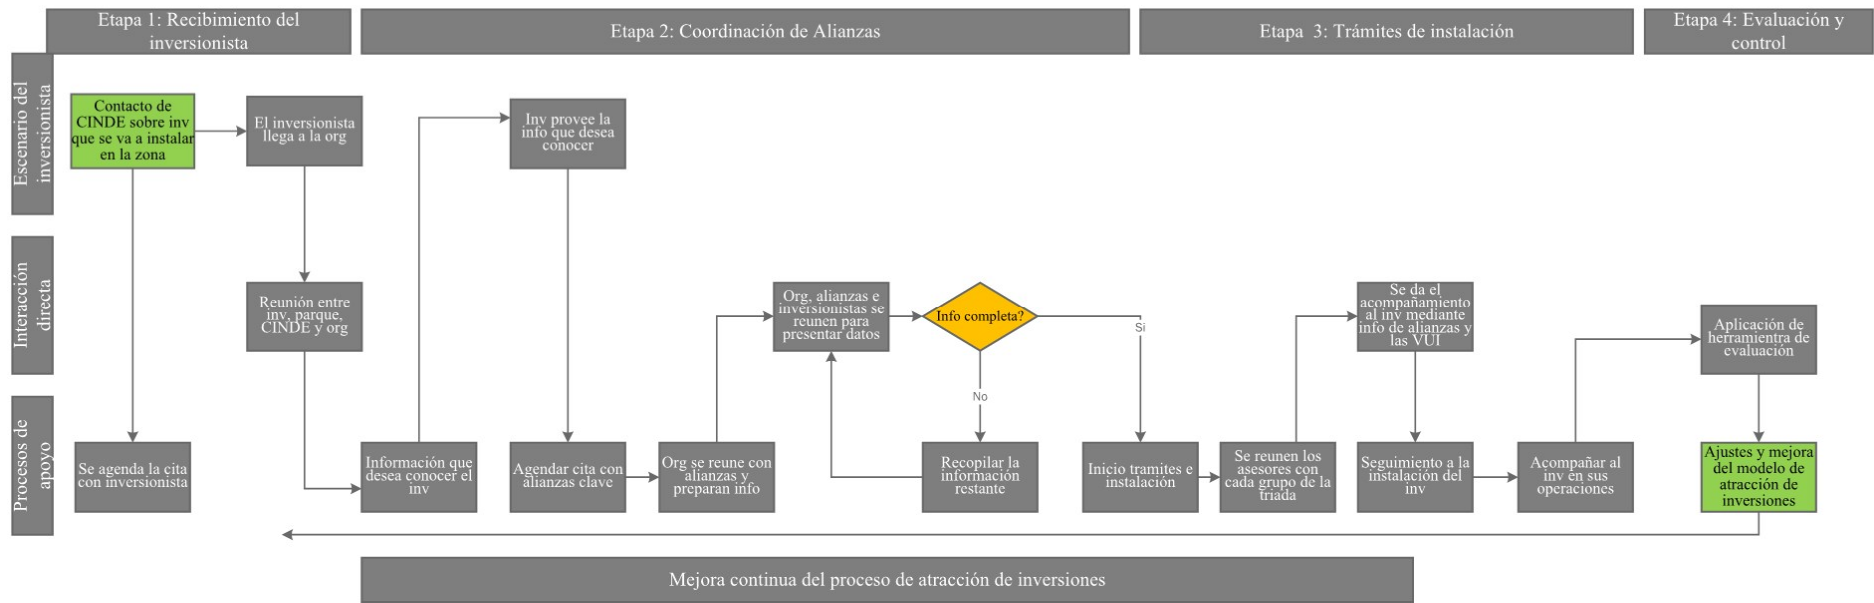 Etapa 1: Recibimiento del
inversionista
Etapa 2: Coordinación de Alianzas
Etapa  3: Trámites de instalación
Etapa 4: Evaluación y
control
Escenario del
inversionista
Contacto de
CINDE sobre inv
que se va a instalar
en la zona
El inversionista
llega a la org
Inv provee la
info que desea
conocer
Interacción
directa
Reunión entre
inv, parque,
CINDE y org
Org, alianzas e
inversionistas se
reunen para
presentar datos
Info completa?
Si
No
Se da el
acompañamiento
al inv mediante
info de alianzas y
las VUI
Aplicación de
herramientra de
evaluación
Procesos de
apoyo
Se agenda la cita
con inversionista
Información que
desea conocer el
inv
Agendar cita con
alianzas clave
Org se reune con
alianzas y
preparan info
Recopilar la
información
restante
Inicio tramites e
instalación
Se reunen los
asesores con
cada grupo de la
triada
Seguimiento a la
instalación del
inv
Acompañar al
inv en sus
operaciones
Ajustes y mejora
del modelo de
atracción de
inversiones
Mejora continua del proceso de atracción de inversiones